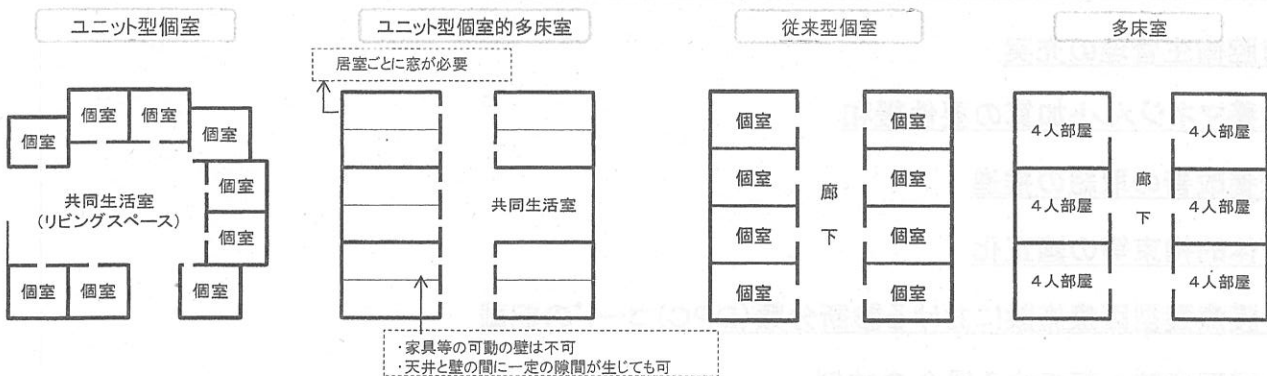 ユニット型個室
個室
個室
個室
個室
個室
個室
個室
個室
個室
共同生活室
(リビングスペース)
ユニット型個室的多床室
居室ごとに窓が必要
共同生活室
・家具等の可動の壁は不可
・天井と壁の間に一定の隙間が生じても可
従来型個室
個室
個室
個室
個室
個室
個室
個室
個室
廊
下
多床室
4人部屋
4人部屋
4人部屋
4人部屋
4人部屋
4人部屋
廊
下